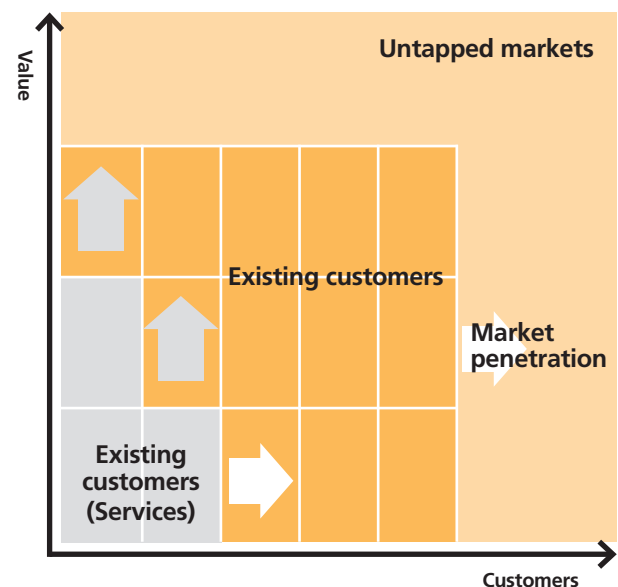 Value
Untapped markets
Existing customers
Market
penetration
Existing
customers
(Services)
Customers